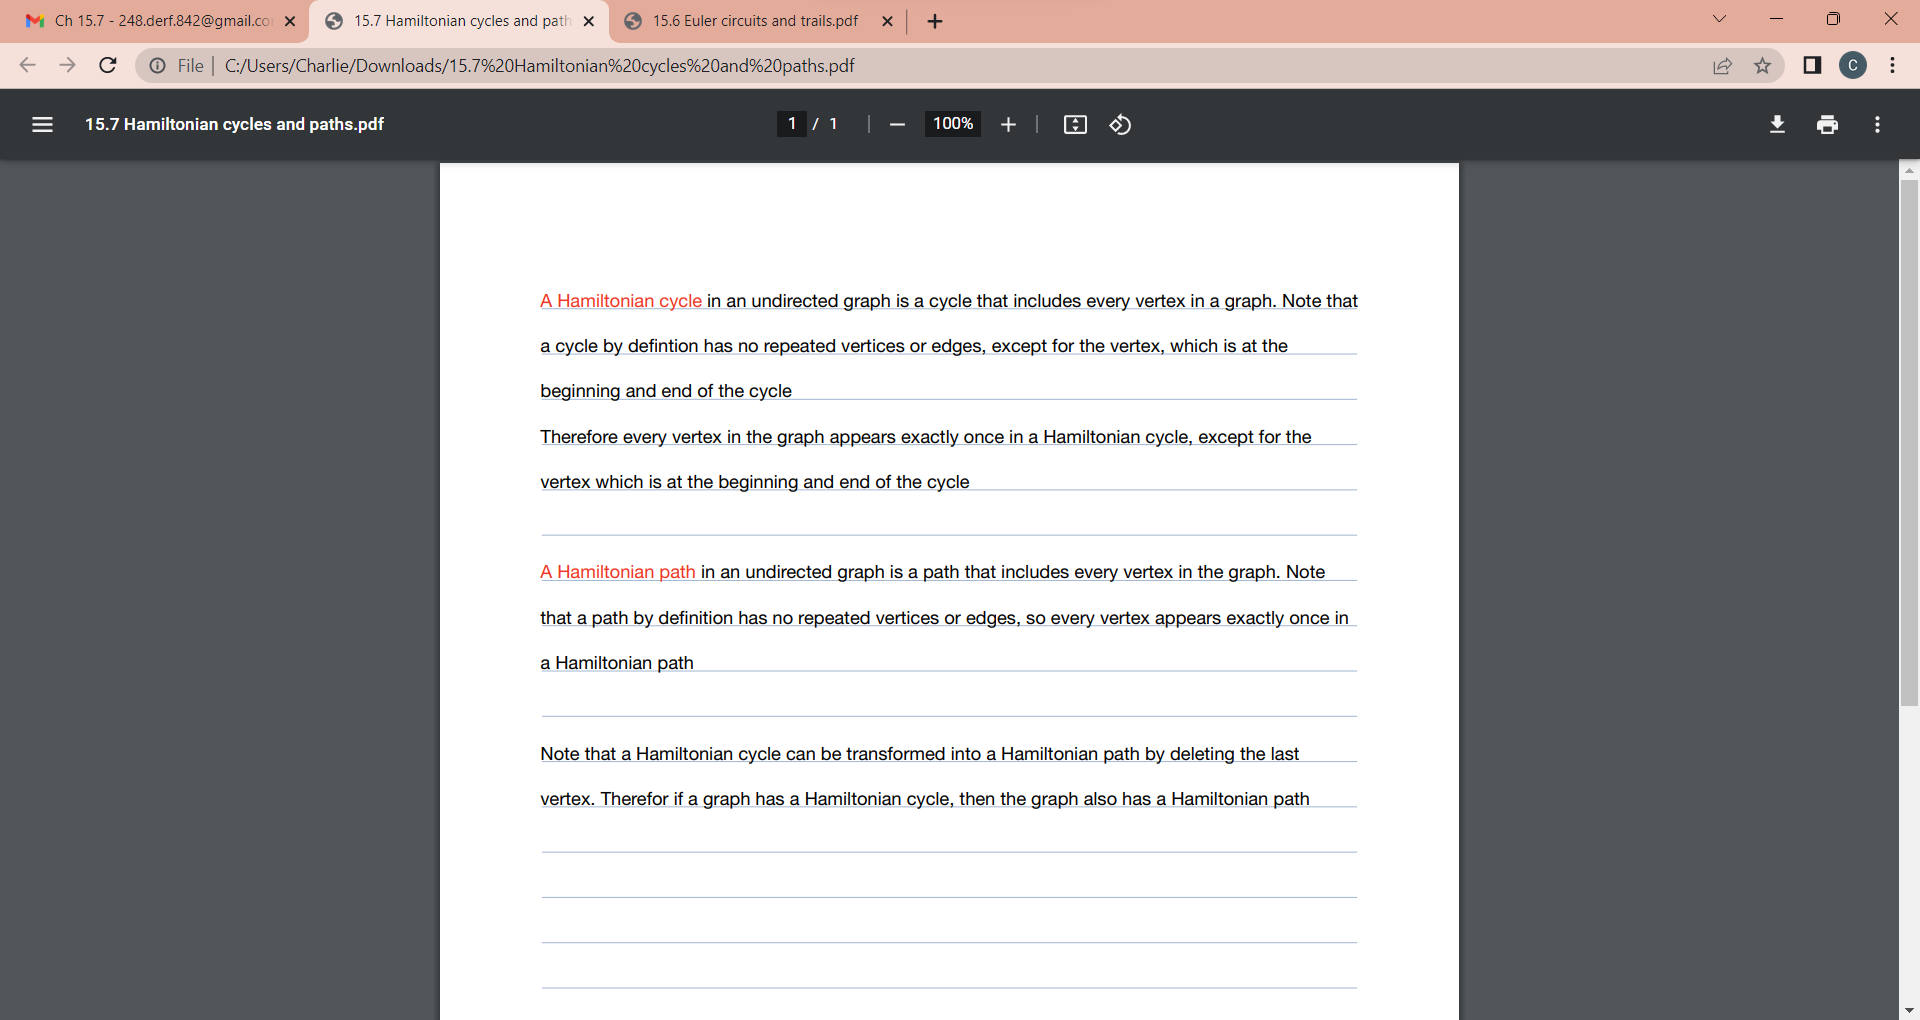 Ch 15.7 - 248.derf.842@gmail.co
15.7 Hamiltonian cycles and path
15.6 Euler circuits and trails.pdf
File
C:/Users/Charlie/Downloads/15.7%20Hamiltonian%20cycles%20and%20paths.pdf
C
15.7 Hamiltonian cycles and paths.pdf
1 / 1
100%
A Hamiltonian cycle in an undirected graph is a cycle that includes every vertex in a graph. Note that
a cycle by defintion has no repeated vertices or edges, except for the vertex, which is at the
beginning and end of the cycle
Therefore every vertex in the graph appears exactly once in a Hamiltonian cycle, except for the
vertex which is at the beginning and end of the cycle
A Hamiltonian path in an undirected graph is a path that includes every vertex in the graph. Note
that a path by definition has no repeated vertices or edges, so every vertex appears exactly once in
a Hamiltonian path
Note that a Hamiltonian cycle can be transformed into a Hamiltonian path by deleting the last
vertex. Therefor if a graph has a Hamiltonian cycle, then the graph also has a Hamiltonian path